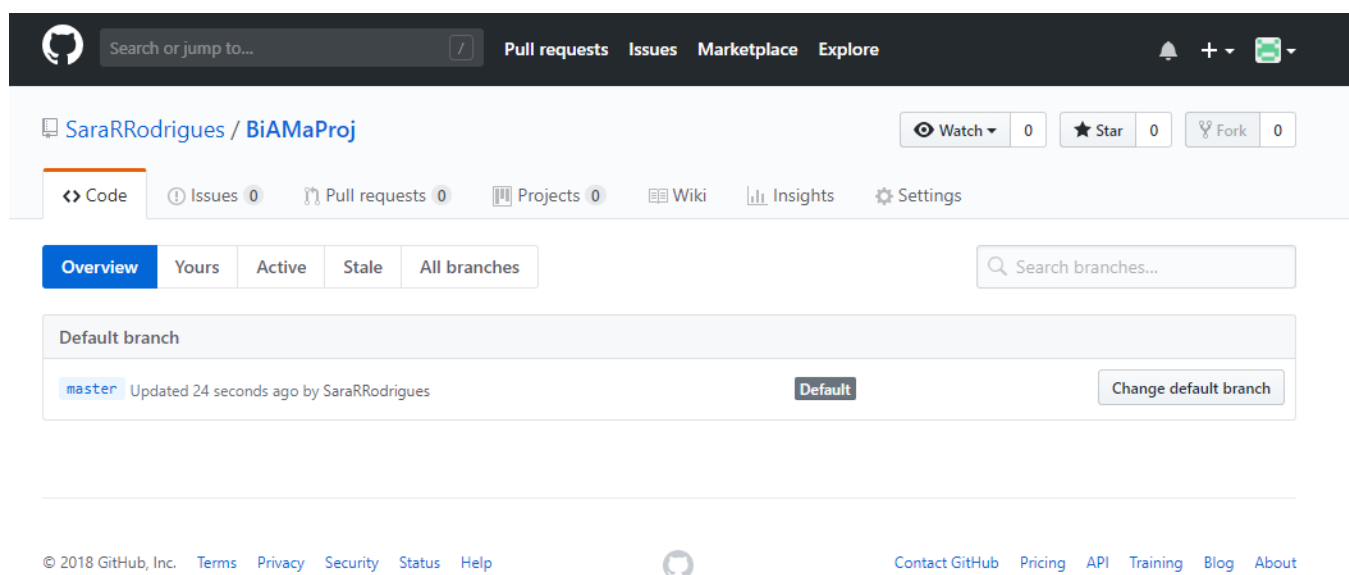 Search or jump to... / Pull requests Issues Marketplace Explore
SaraRRodrigues / BiAMaProj Watch 0 Star 0 Fork 0
Code Issues 0 Pull requests 0 Projects 0 Wiki Insights Settings
Overview Yours Active Stale All branches Search branches...
Default branch
master Updated 24 seconds ago by SaraRRodrigues Default Change default branch
© 2018 GitHub, Inc. Terms Privacy Security Status Help Contact GitHub Pricing API Training Blog About